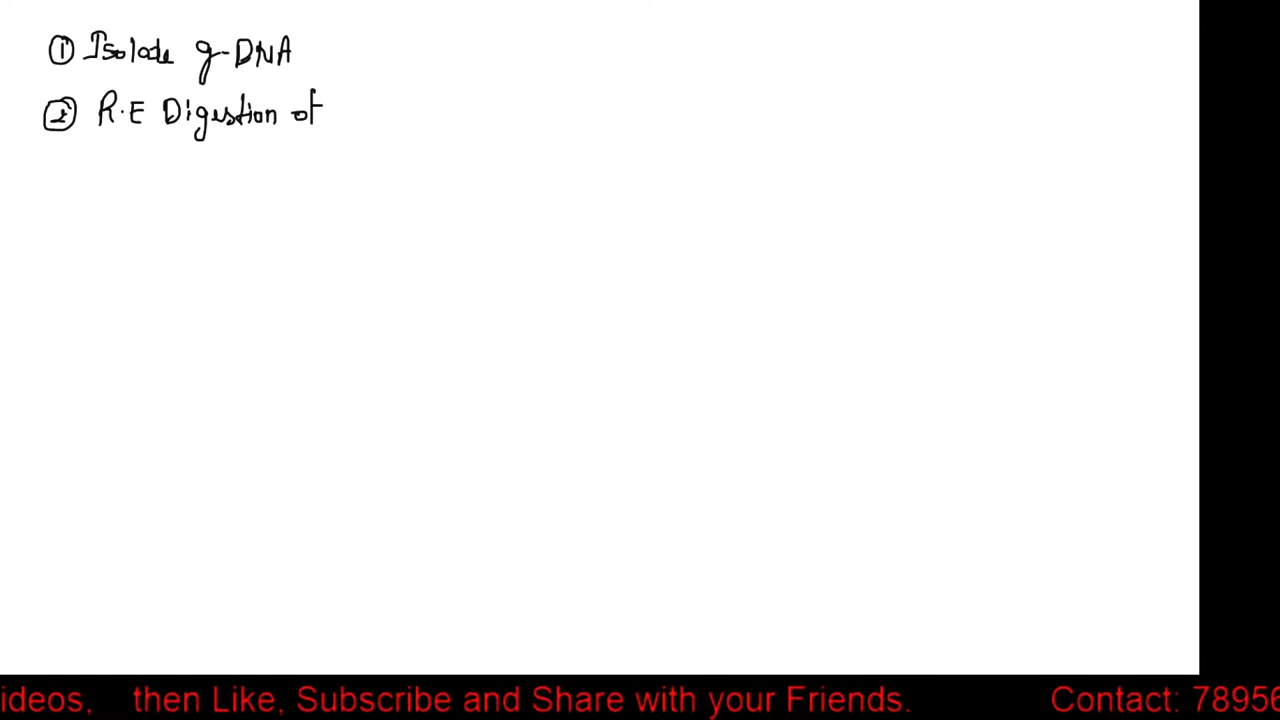 ① Isolate g-DNA
② R.E Digestion of
ideos, then Like, Subscribe and Share with your Friends. Contact: 78956